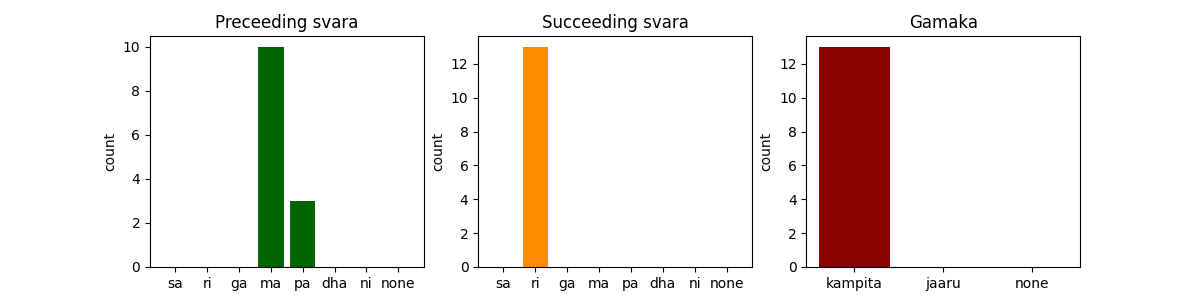 Preceeding svara
count
10
8
6
4
2
0
sa ri ga ma pa dha ni none
Succeeding svara
count
12
10
8
6
4
2
0
sa ri ga ma pa dha ni none
Gamaka
count
12
10
8
6
4
2
0
kampita jaaru none